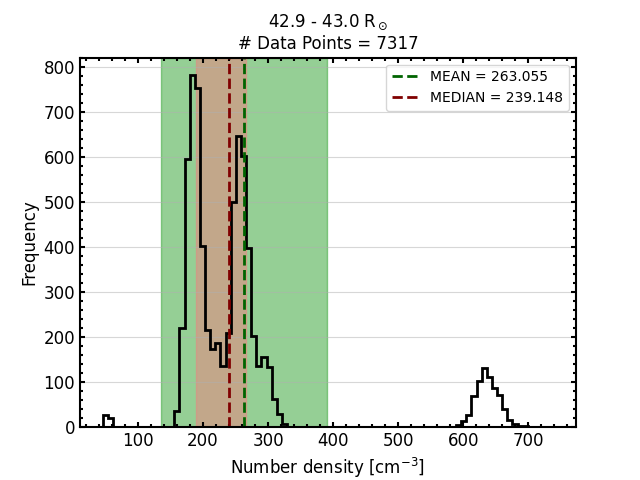 42.9 - 43.0 R⊙
# Data Points = 7317
MEAN = 263.055
MEDIAN = 239.148
800
700
600
500
400
300
200
100
0
Frequency
100 200 300 400 500 600 700
Number density [cm⁻³]